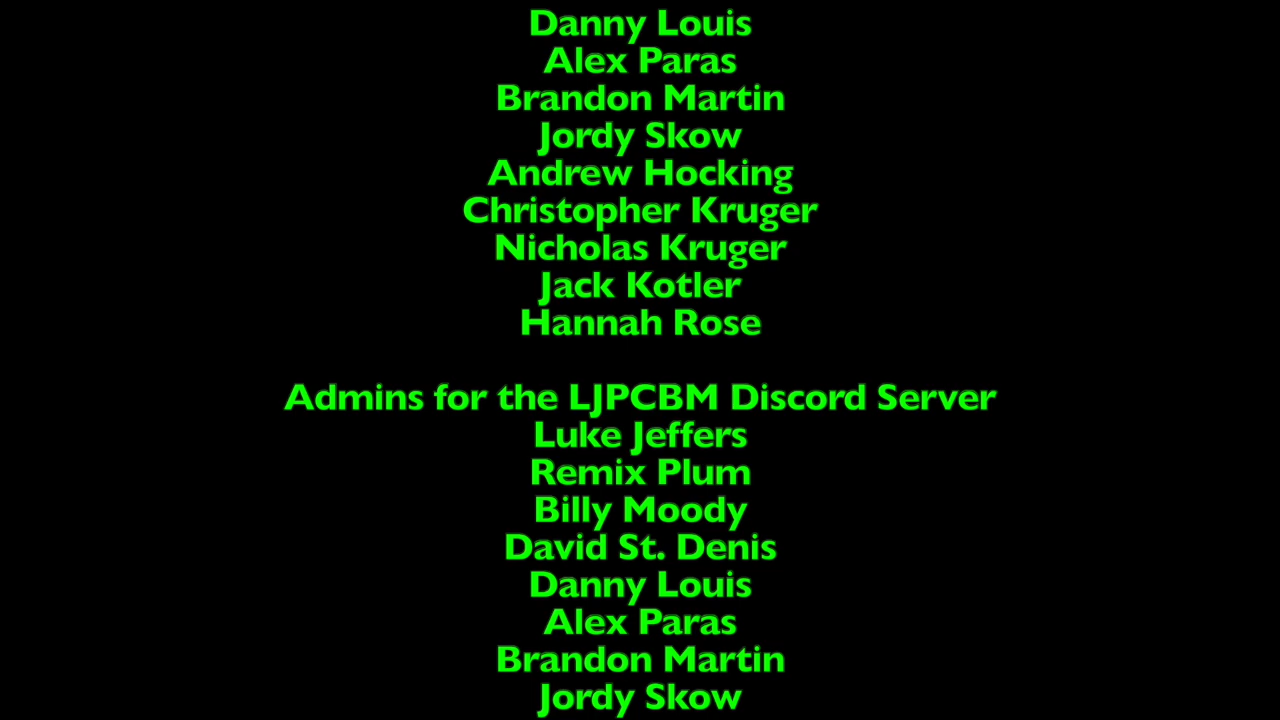 Danny Louis
Alex Paras
Brandon Martin
Jordy Skow
Andrew Hocking
Christopher Kruger
Nicholas Kruger
Jack Kotler
Hannah Rose
Admins for the LJPCBM Discord Server
Luke Jeffers
Remix Plum
Billy Moody
David St. Denis
Danny Louis
Alex Paras
Brandon Martin
Jordy Skow